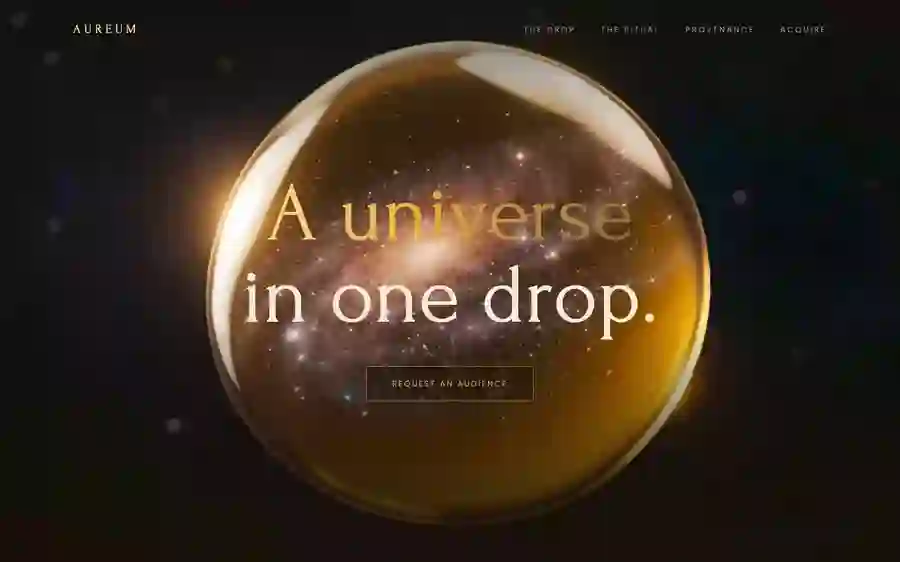 AUREUM
THE DROP
THE RITUAL
PROVENANCE
ACQUIRE
A universe
in one drop.
REQUEST AN AUDIENCE